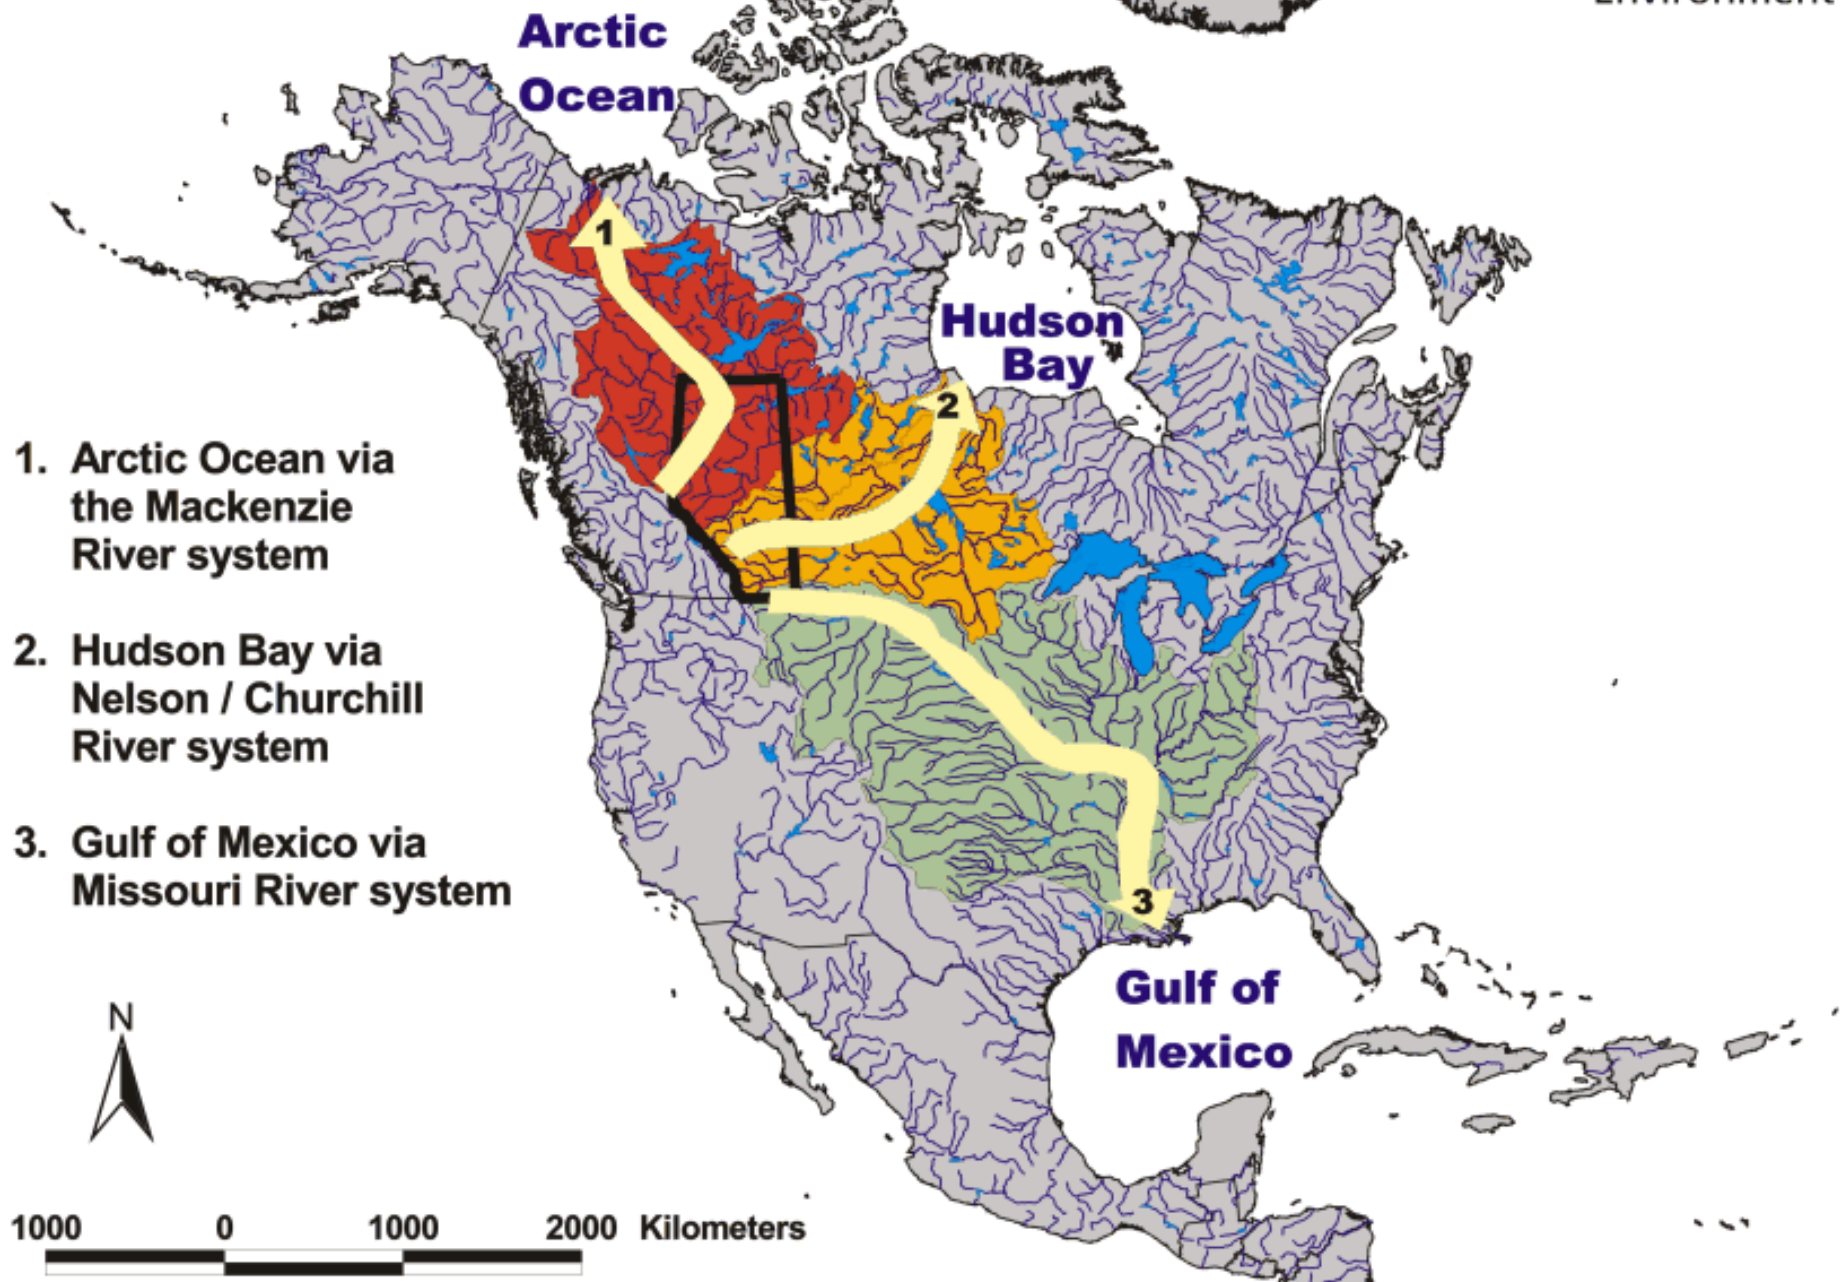 Environment
Arctic
Ocean
1
Hudson
Bay
2
1. Arctic Ocean via
the Mackenzie
River system
2. Hudson Bay via
Nelson / Churchill
River system
3. Gulf of Mexico via
Missouri River system
3
Gulf of
Mexico
N
1000 0 1000 2000 Kilometers